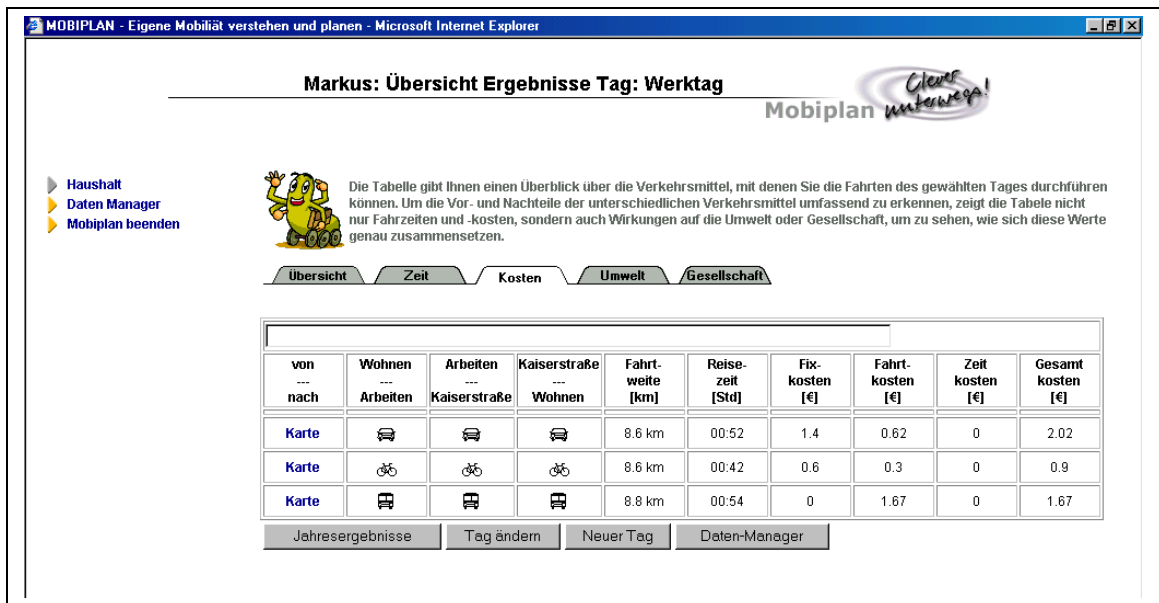 MOBIPLAN - Eigene Mobiliät verstehen und planen - Microsoft Internet Explorer
Markus: Übersicht Ergebnisse Tag: Werktag
Mobiplan
Clever
unterwegs!
Haushalt
Daten Manager
Mobiplan beenden
Die Tabelle gibt Ihnen einen Überblick über die Verkehrsmittel, mit denen Sie die Fahrten des gewählten Tages durchführen
können. Um die Vor- und Nachteile der unterschiedlichen Verkehrsmittel umfassend zu erkennen, zeigt die Tabele nicht
nur Fahrzeiten und -kosten, sondern auch Wirkungen auf die Umwelt oder Gesellschaft, um zu sehen, wie sich diese Werte
genau zusammensetzen.
Übersicht Zeit Kosten Umwelt Gesellschaft
von Wohnen Arbeiten Kaiserstraße Fahrt- Reise- Fix- Fahrt- Zeit Gesamt
--- --- --- --- weite zeit kosten kosten kosten kosten
nach Arbeiten Kaiserstraße Wohnen [km] [Std] [€] [€] [€] [€]
Karte 8.6 km 00:52 1.4 0.62 0 2.02
Karte 8.6 km 00:42 0.6 0.3 0 0.9
Karte 8.8 km 00:54 0 1.67 0 1.67
Jahresergebnisse Tag ändern Neuer Tag Daten-Manager